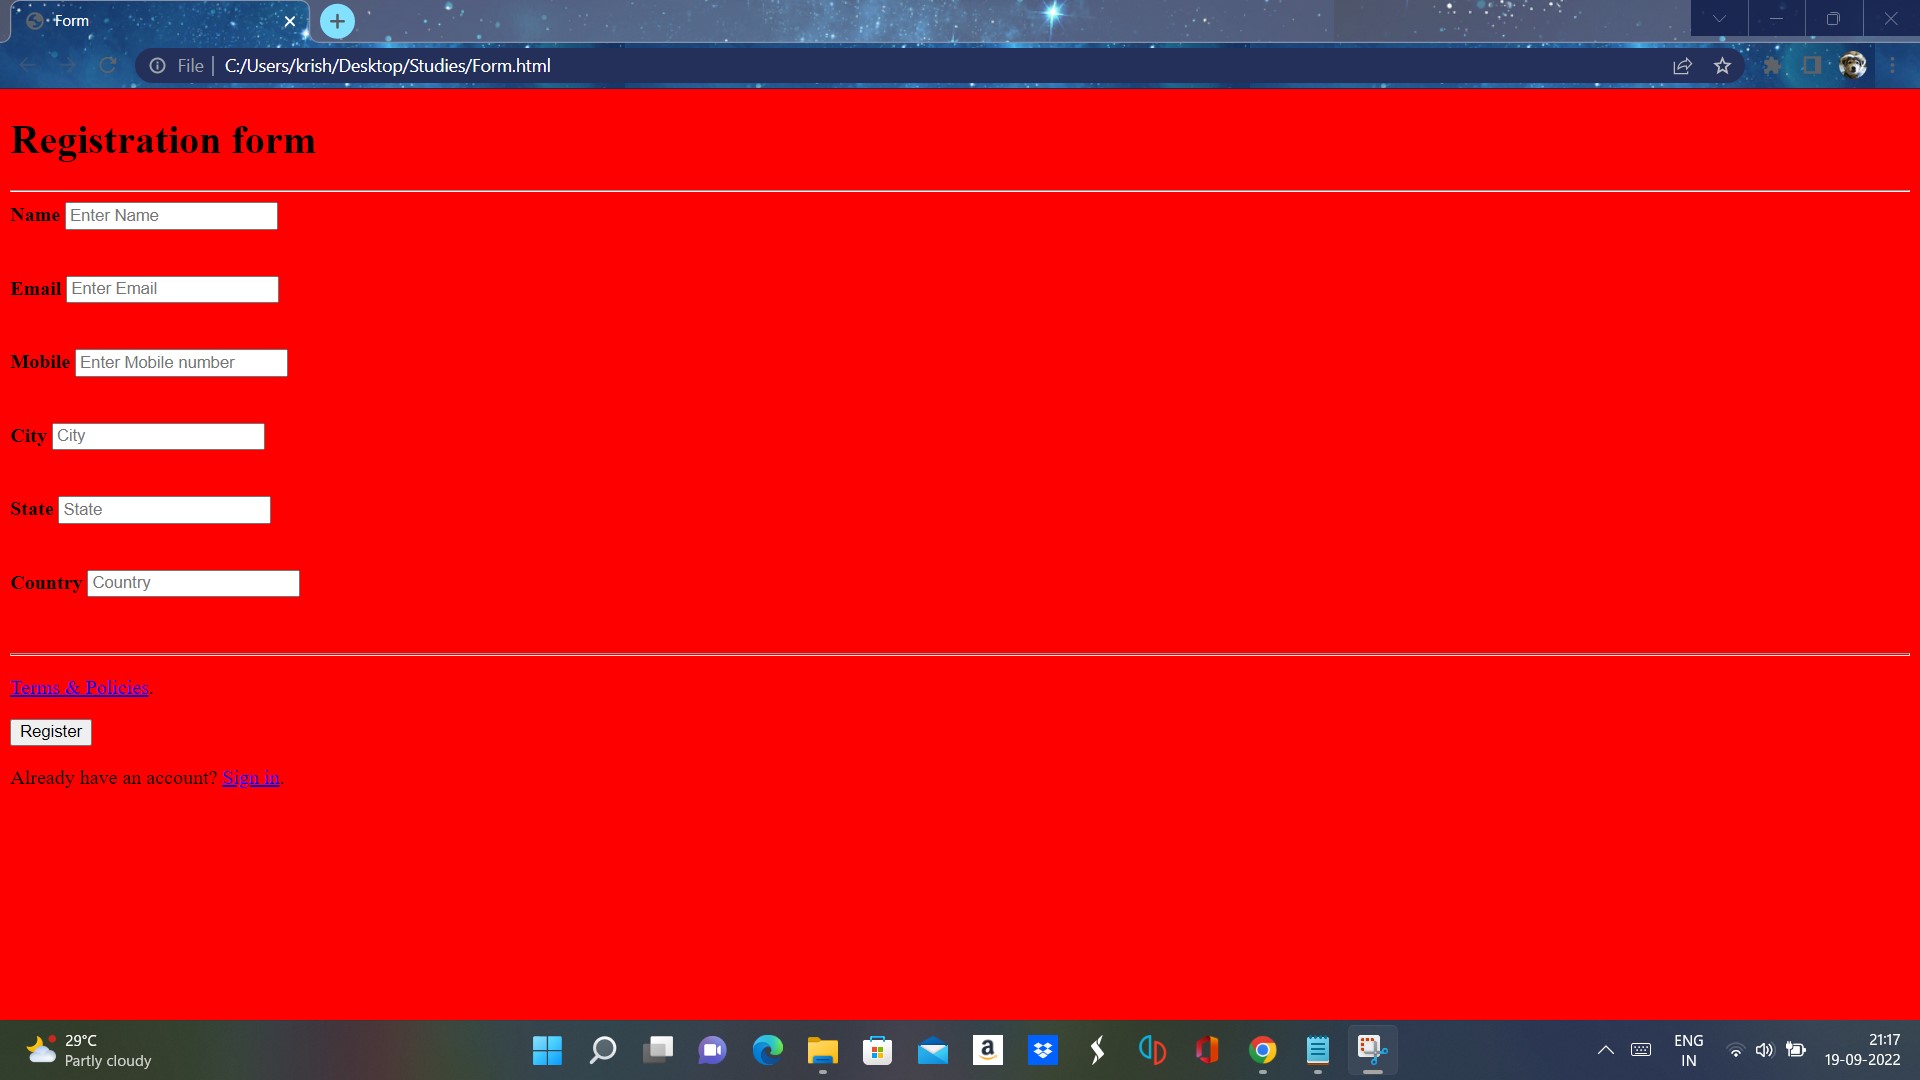 Form
File | C:/Users/krish/Desktop/Studies/Form.html
Registration form
Name Enter Name
Email Enter Email
Mobile Enter Mobile number
City City
State State
Country Country
Terms & Policies.
Register
Already have an account? Sign in.
29°C
Partly cloudy
a
ENG
IN
21:17
19-09-2022